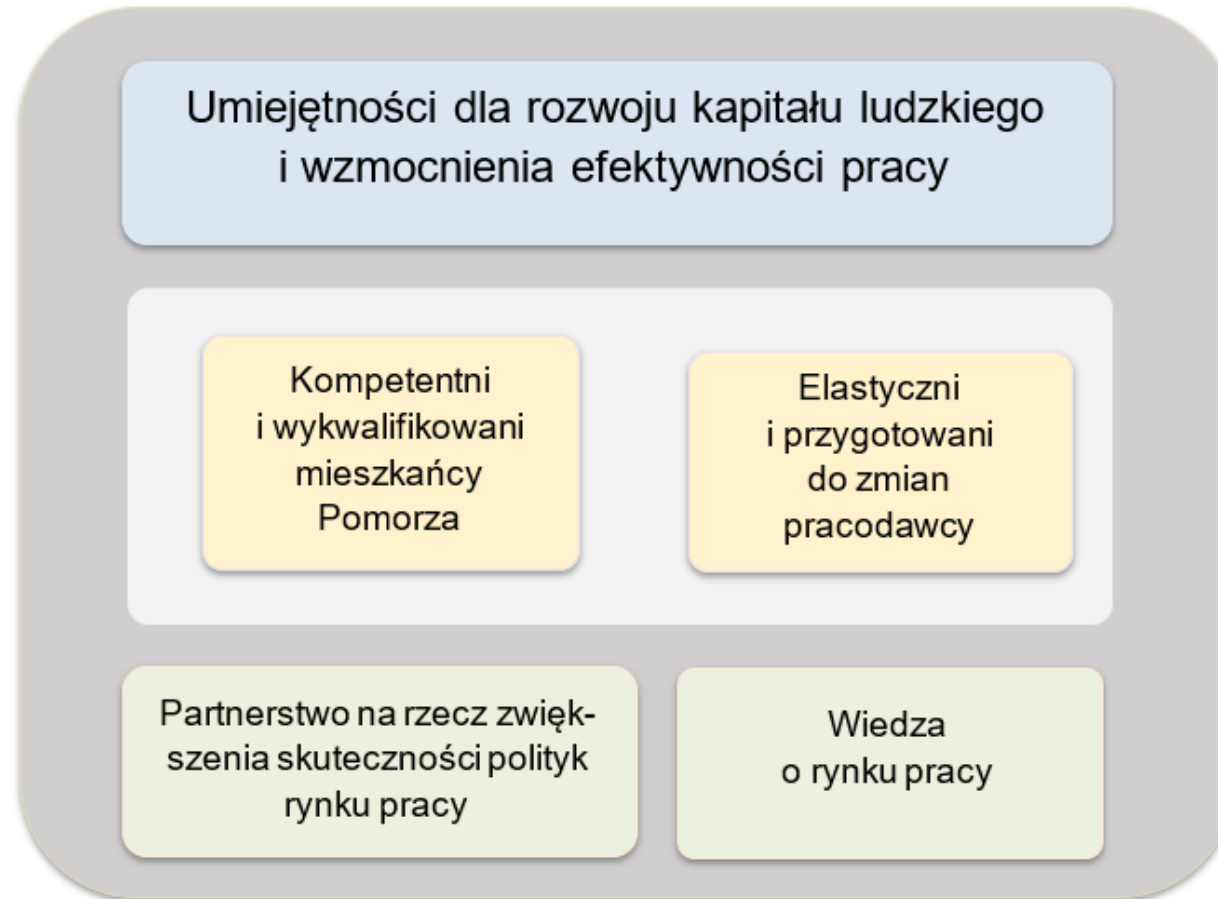 Umiejętności dla rozwoju kapitału ludzkiego
i wzmocnienia efektywności pracy
Kompetentni
i wykwalifikowani
mieszkańcy
Pomorza
Elastyczni
i przygotowani
do zmian
pracodawcy
Partnerstwo na rzecz zwięk-
szenia skuteczności polityk
rynku pracy
Wiedza
o rynku pracy